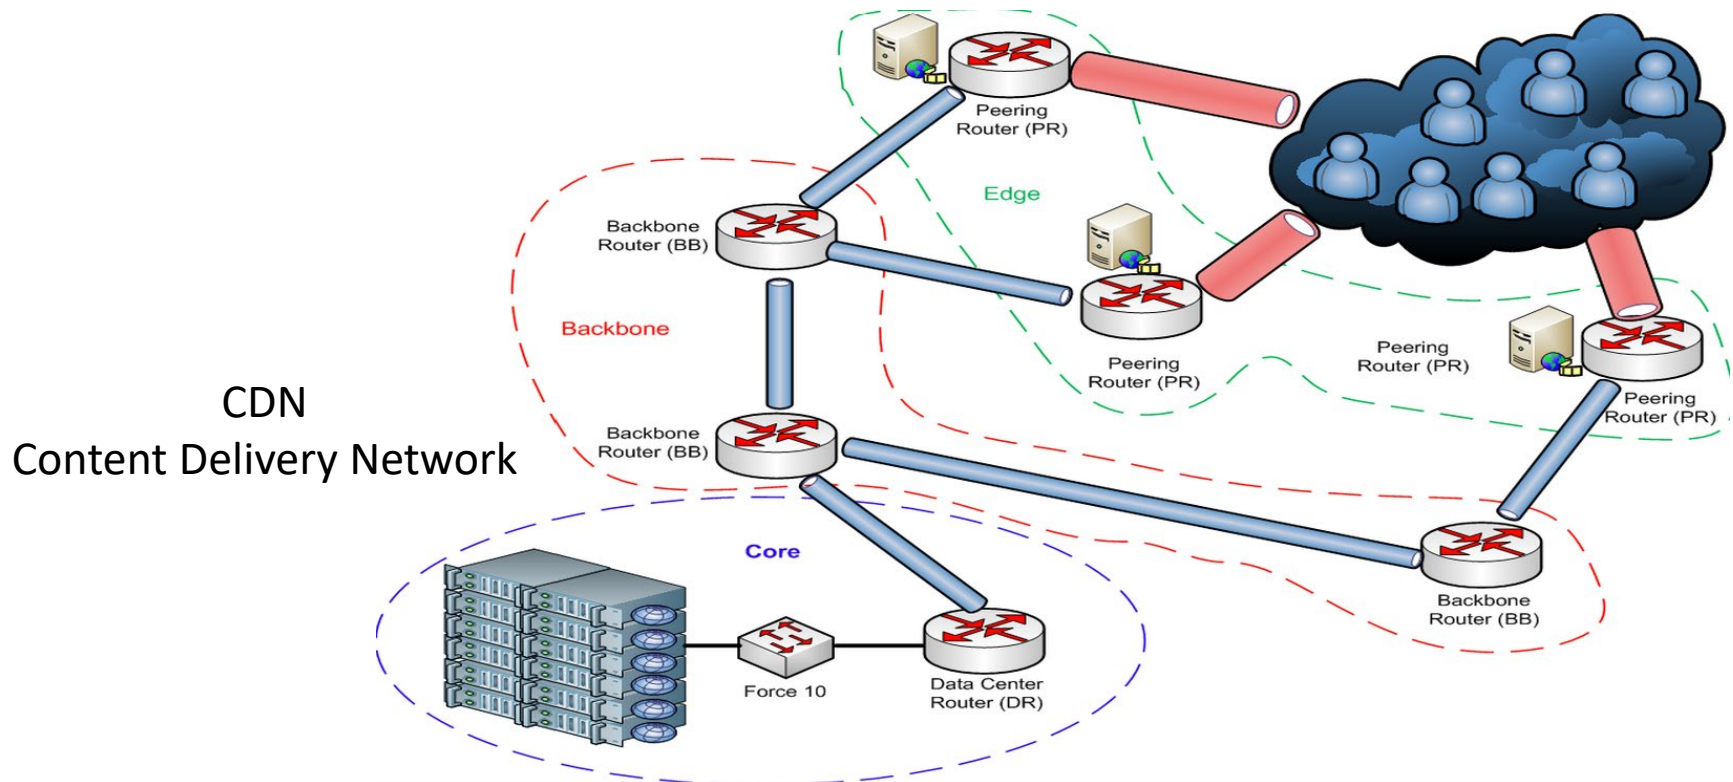 Peering
Router (PR)
Edge
Backbone
Router (BB)
Backbone
Peering
Router (PR)
Peering
Router (PR)
Peering
Router (PR)
CDN
Content Delivery Network
Backbone
Router (BB)
Core
Backbone
Router (BB)
Force 10
Data Center
Router (DR)